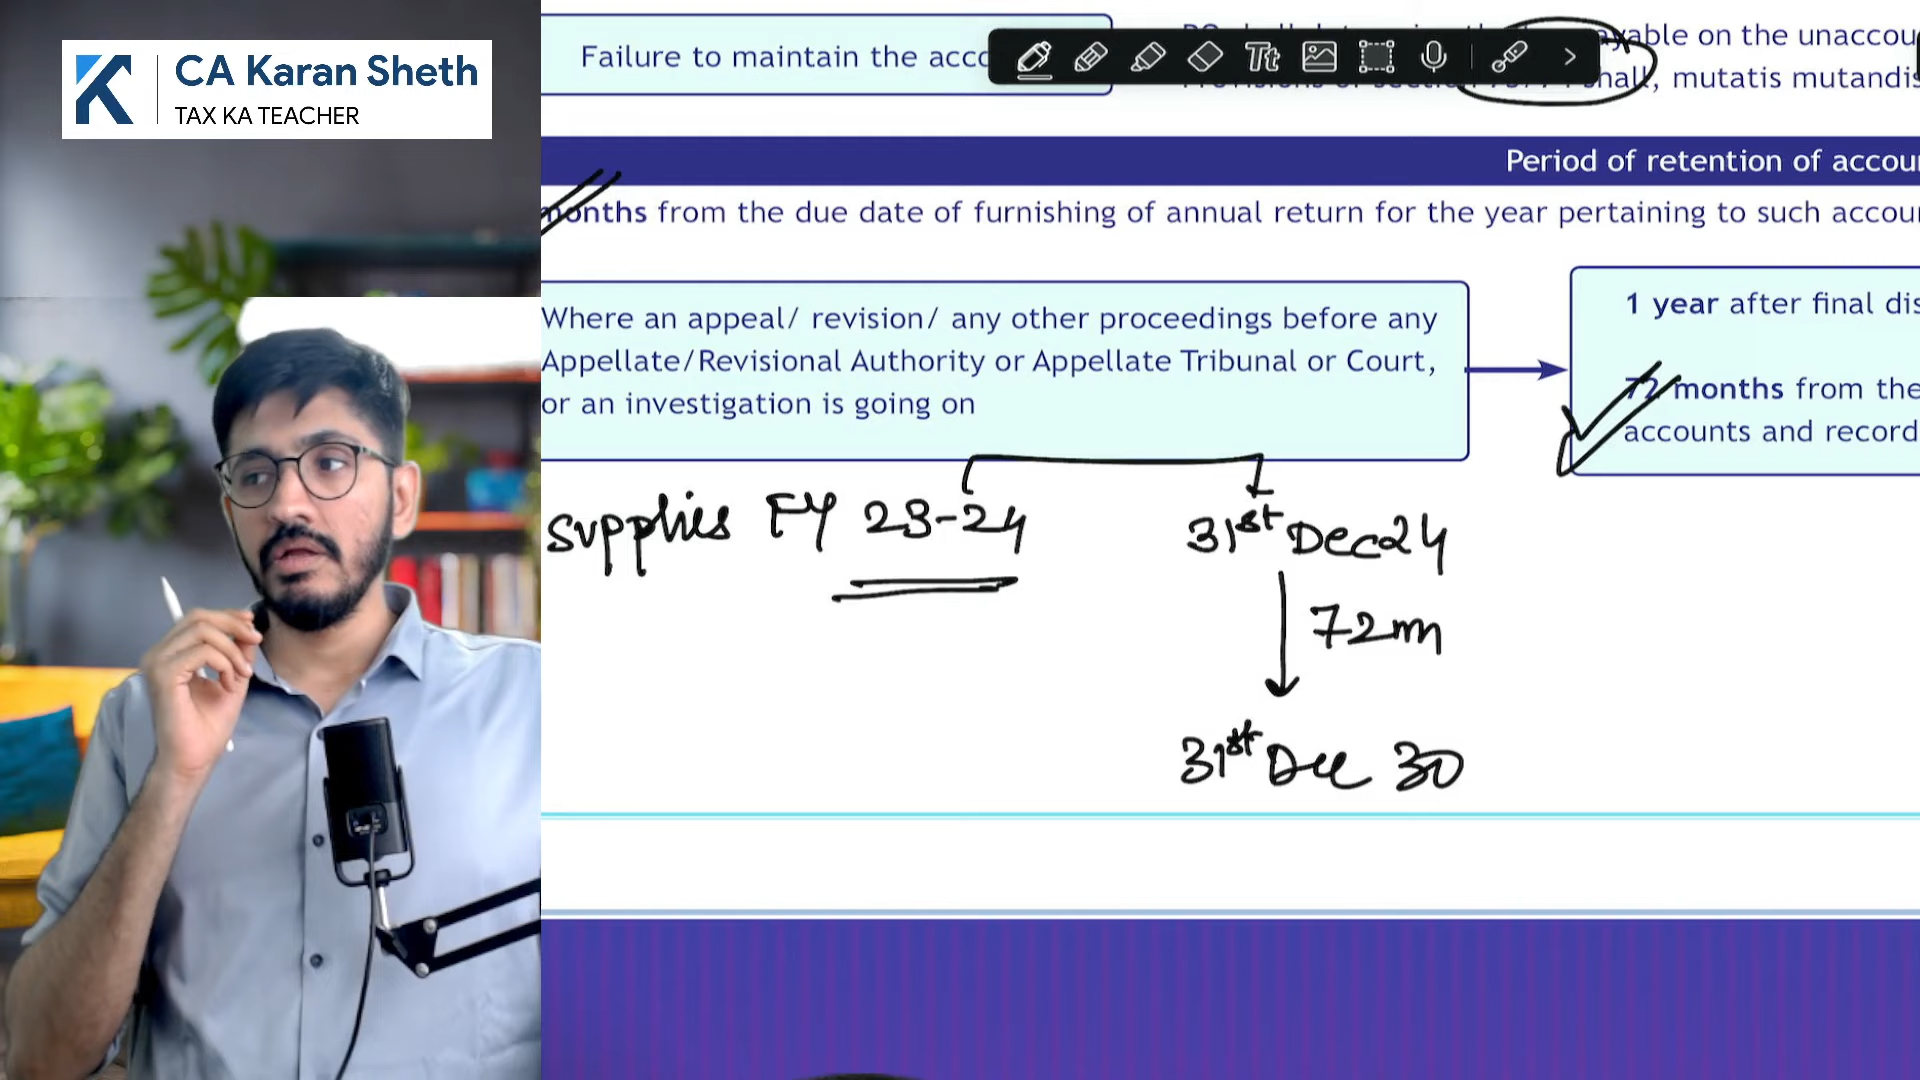 CA Karan Sheth
TAX KA TEACHER
Failure to maintain the
able on the unaccou
shall, mutatis mutandis
Tt
Period of retention of accou
months from the due date of furnishing of annual return for the year pertaining to such accou
Where an appeal/ revision/ any other proceedings before any
Appellate/Revisional Authority or Appellate Tribunal or Court,
or an investigation is going on
1 year after final dis
72 months from the
accounts and record
supplies FY 23-24
31st Dec24
72m
31st Dec 30